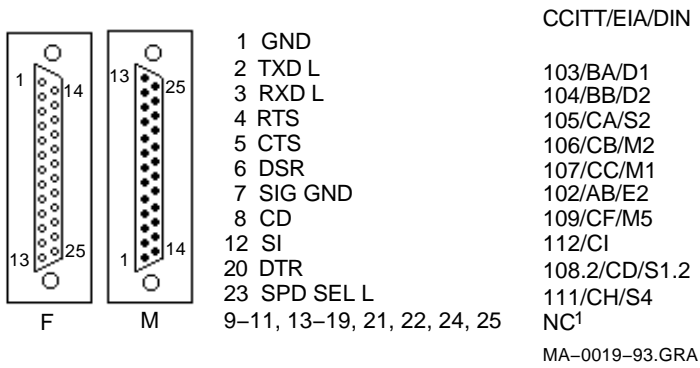 CCITT/EIA/DIN
1 GND
2 TXD L 103/BA/D1
3 RXD L 104/BB/D2
4 RTS 105/CA/S2
5 CTS 106/CB/M2
6 DSR 107/CC/M1
7 SIG GND 102/AB/E2
8 CD 109/CF/M5
12 SI 112/CI
20 DTR 108.2/CD/S1.2
23 SPD SEL L 111/CH/S4
9–11, 13–19, 21, 22, 24, 25 NC1
1 14
13 25
F
13 25
1 14
M
MA–0019–93.GRA